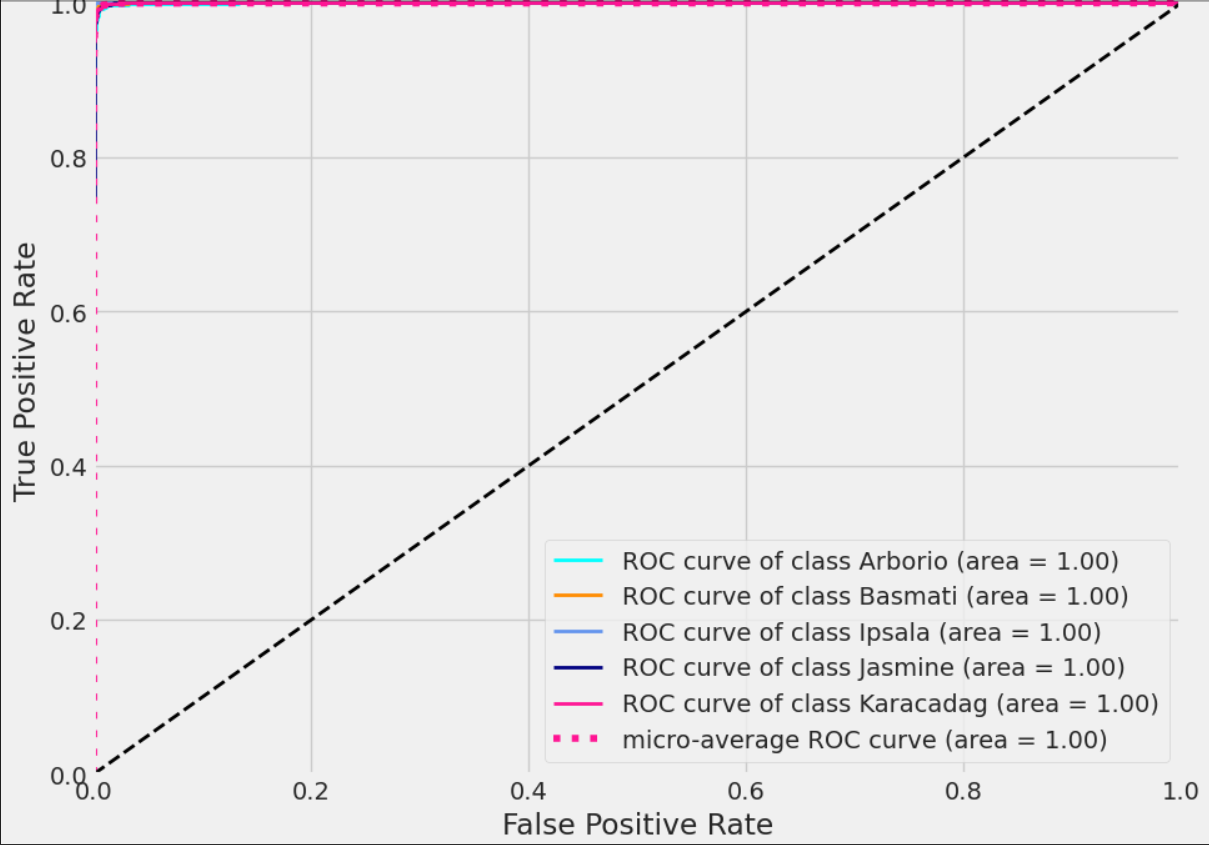 1.0
0.8
0.6
0.4
0.2
0.0
True Positive Rate
ROC curve of class Arborio (area = 1.00)
ROC curve of class Basmati (area = 1.00)
ROC curve of class Ipsala (area = 1.00)
ROC curve of class Jasmine (area = 1.00)
ROC curve of class Karacadag (area = 1.00)
micro-average ROC curve (area = 1.00)
0.0 0.2 0.4 0.6 0.8 1.0
False Positive Rate